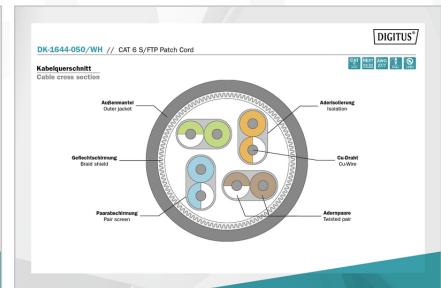 DIGITUS®
DK-1644-050/WH // CAT 6 S/FTP Patch Cord
Kabelquerschnitt
Cable cross section
Außenmantel
Outer jacket
Aderisolierung
Isolation
Geflechtschirmung
Braid shield
Cu-Draht
Cu-Wire
Paarabschirmung
Pair screen
Adernpaare
Twisted pair